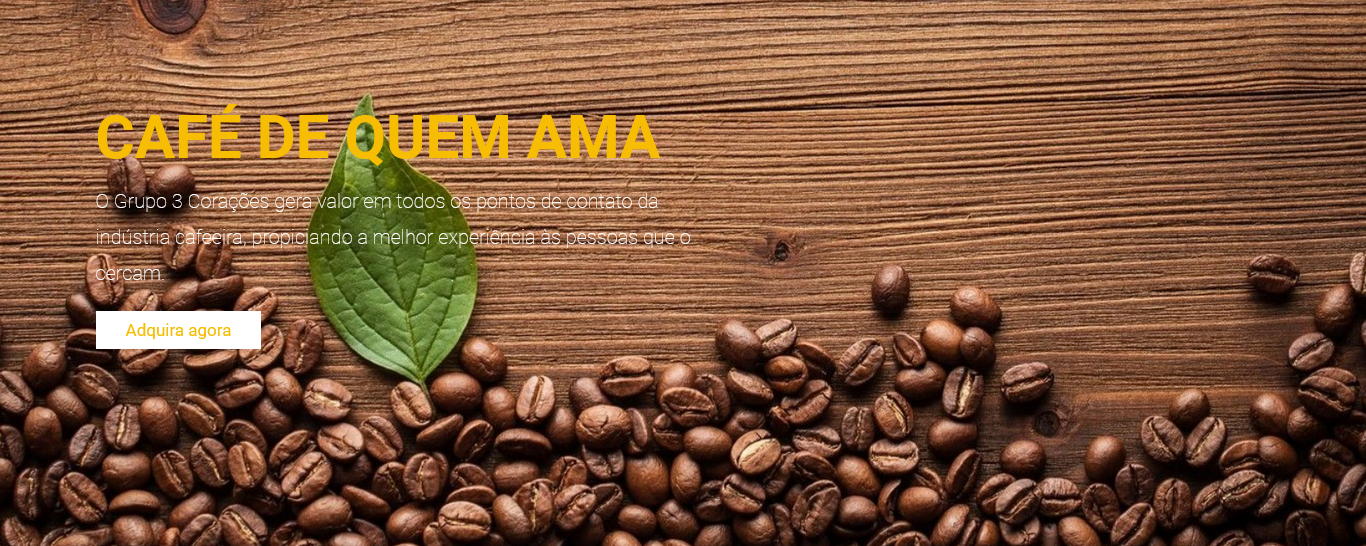 CAFÉ DE QUEM AMA
O Grupo 3 Corações gera valor em todos os pontos de contato da
indústria cafeeira, propiciando a melhor experiência às pessoas que o
cercam.
Adquira agora